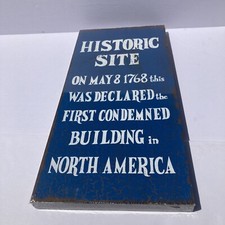 HISTORIC
SITE
ON MAY 8 1768 this
WAS DECLARED the
FIRST CONDEMNED
BUILDING in
NORTH AMERICA